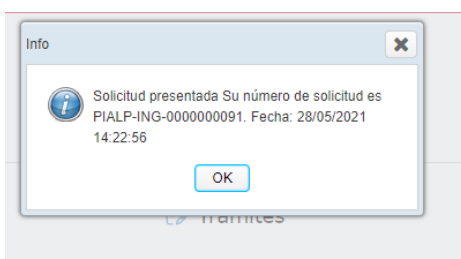 Info
Solicitud presentada Su número de solicitud es
PIALP-ING-0000000091. Fecha: 28/05/2021
14:22:56
OK
Trámites